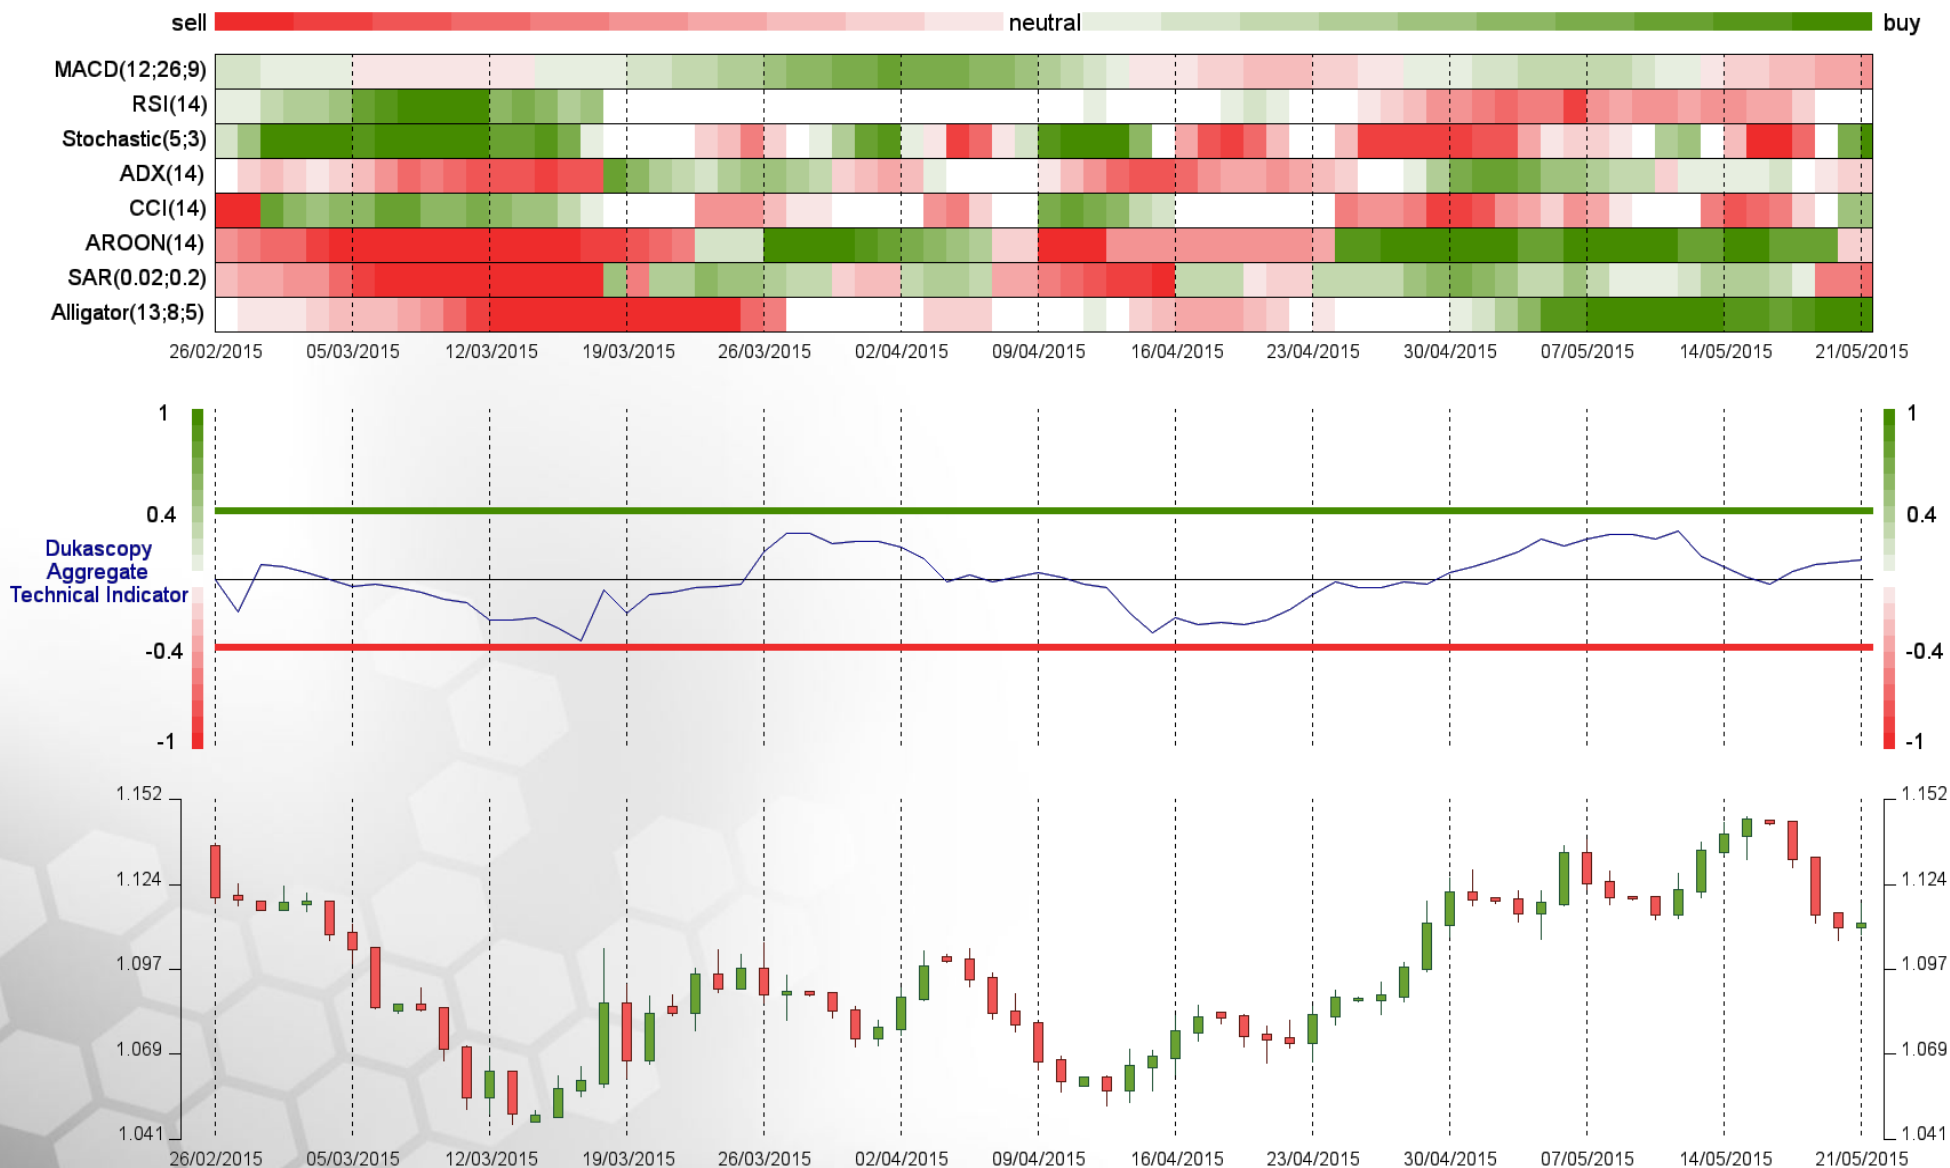 sell neutral buy
MACD(12;26;9)
RSI(14)
Stochastic(5;3)
ADX(14)
CCI(14)
AROON(14)
SAR(0.02;0.2)
Alligator(13;8;5)
26/02/2015 05/03/2015 12/03/2015 19/03/2015 26/03/2015 02/04/2015 09/04/2015 16/04/2015 23/04/2015 30/04/2015 07/05/2015 14/05/2015 21/05/2015
1 1
0.4 0.4
Dukascopy
Aggregate
Technical Indicator
-0.4 -0.4
-1 -1
1.152 1.152
1.124 1.124
1.097 1.097
1.069 1.069
1.041 1.041
26/02/2015 05/03/2015 12/03/2015 19/03/2015 26/03/2015 02/04/2015 09/04/2015 16/04/2015 23/04/2015 30/04/2015 07/05/2015 14/05/2015 21/05/2015